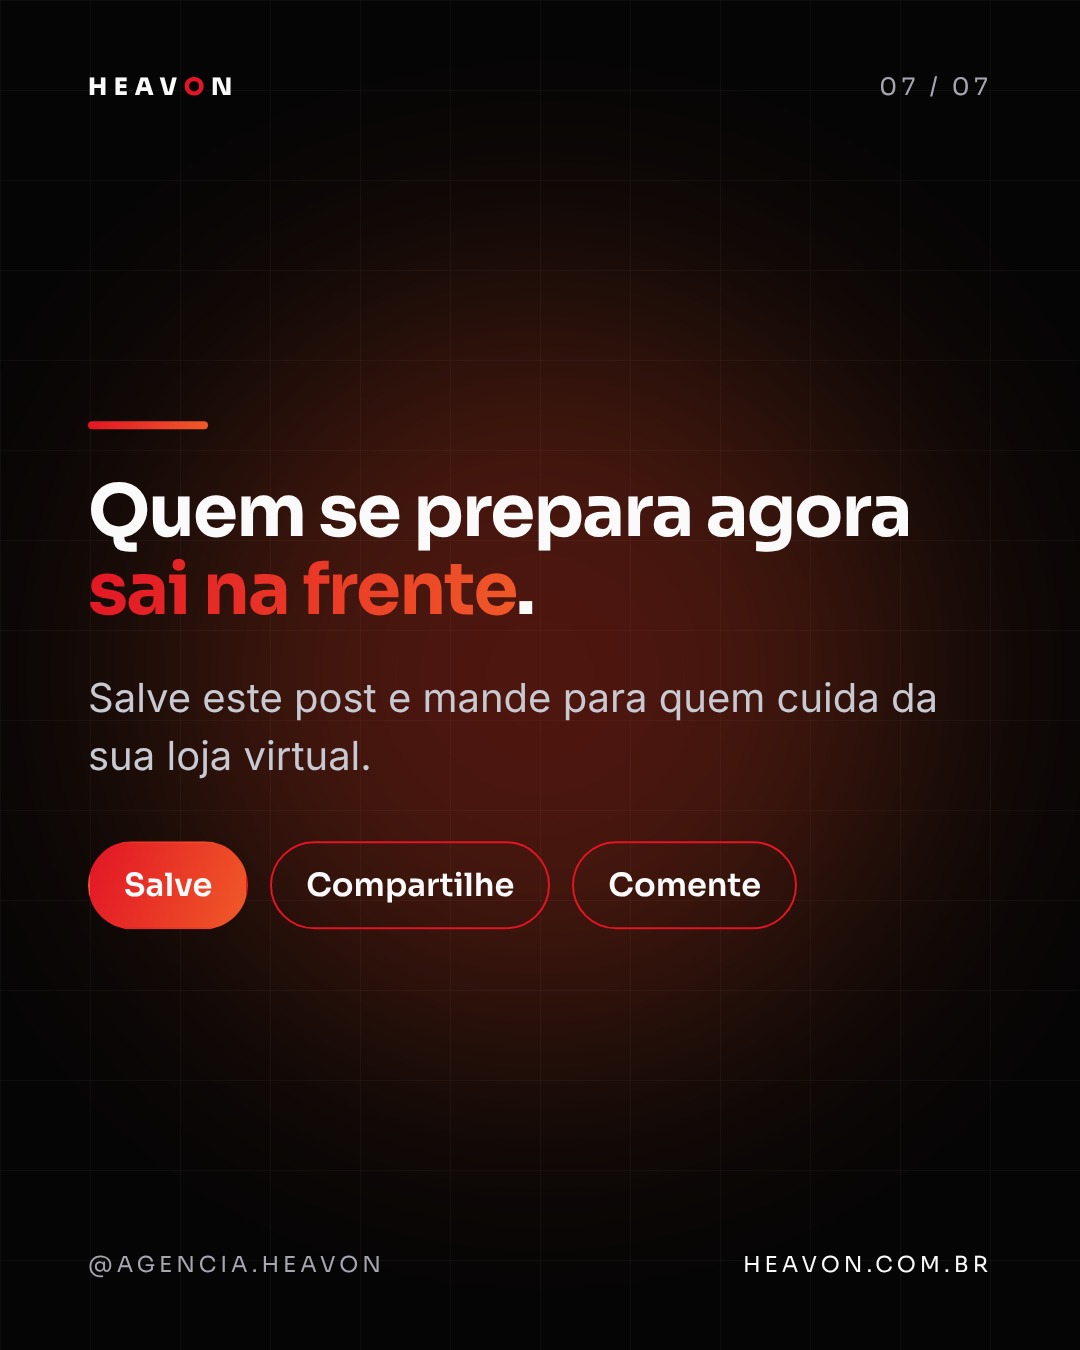 HEAVON
07 / 07
Quem se prepara agora
sai na frente.
Salve este post e mande para quem cuida da
sua loja virtual.
Salve
Compartilhe
Comente
@AGENCIA.HEAVON
HEAVON.COM.BR